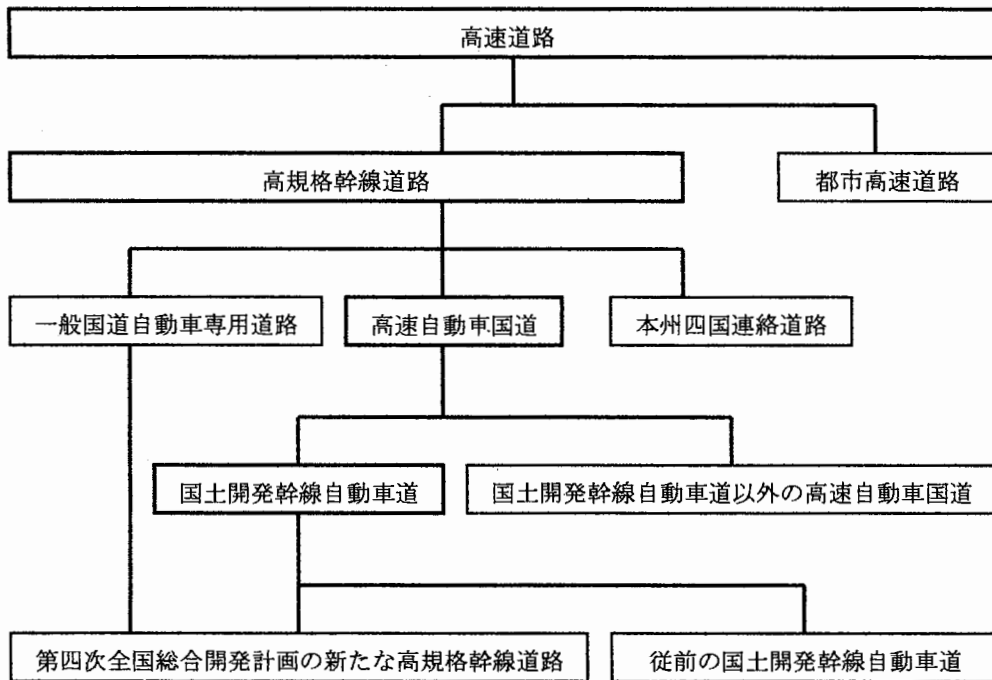 高速道路
高規格幹線道路
都市高速道路
一般国道自動車専用道路
高速自動車国道
本州四国連絡道路
国土開発幹線自動車道
国土開発幹線自動車道以外の高速自動車国道
第四次全国総合開発計画の新たな高規格幹線道路
従前の国土開発幹線自動車道